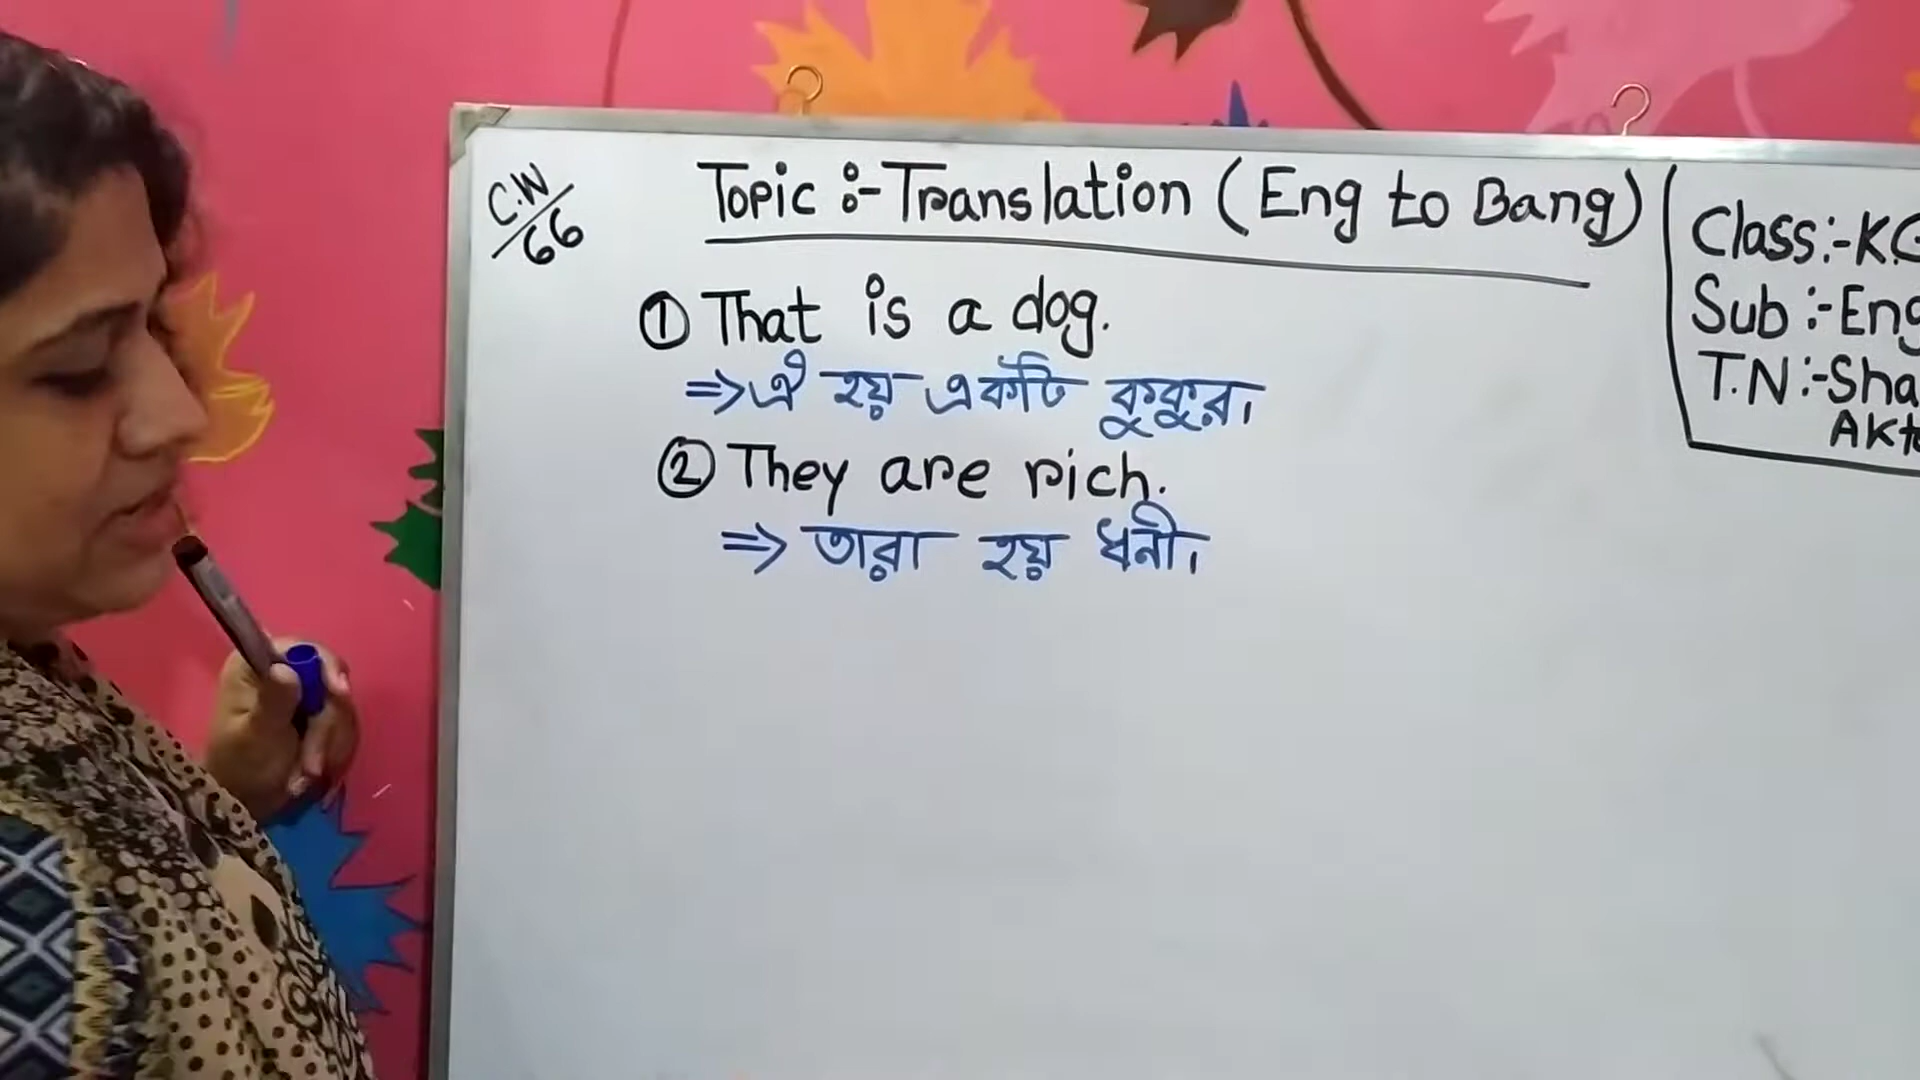 C.W/66
Topic :- Translation (Eng to Bang)
① That is a dog.
⇒ ঐ হয় একটি কুকুর।
② They are rich.
⇒ তারা হয় ধনী।
Class:- K.G
Sub :- Eng
T.N :- Sha
Akt